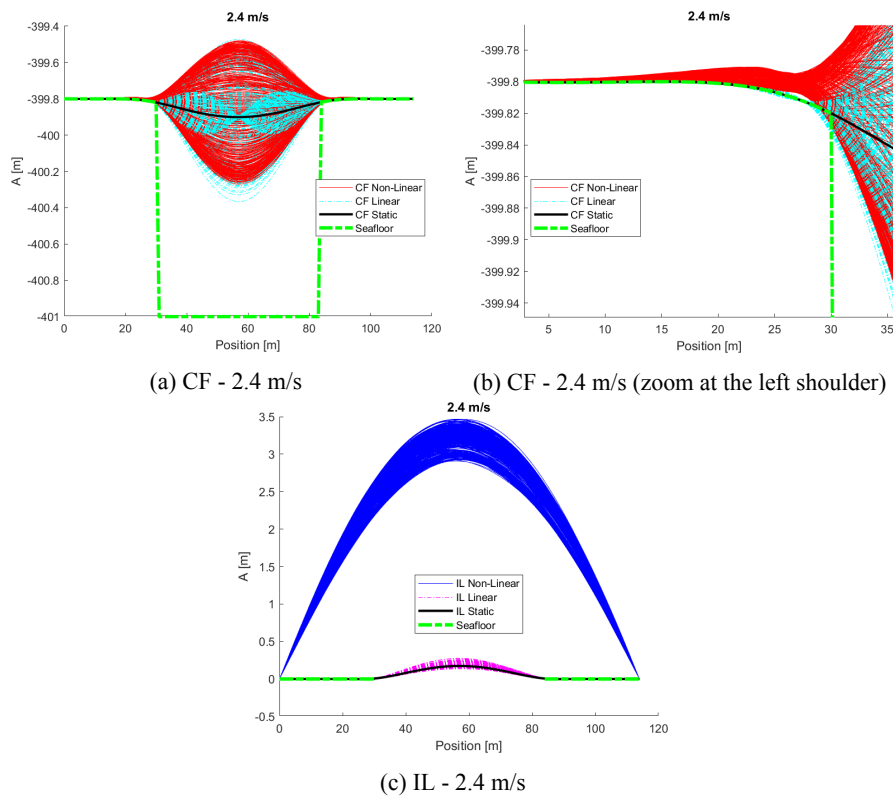 2.4 m/s
-399.4
-399.6
-399.8
-400
-400.2
-400.4
-400.6
-400.8
-401
A [m]
0
20
40
60
80
100
120
Position [m]
CF Non-Linear
CF Linear
CF Static
Seafloor
(a) CF - 2.4 m/s
2.4 m/s
-399.78
-399.8
-399.82
-399.84
-399.86
-399.88
-399.9
-399.92
-399.94
A [m]
5
10
15
20
25
30
35
Position [m]
CF Non-Linear
CF Linear
CF Static
Seafloor
(b) CF - 2.4 m/s (zoom at the left shoulder)
2.4 m/s
3.5
3
2.5
2
1.5
1
0.5
0
-0.5
A [m]
0
20
40
60
80
100
120
Position [m]
IL Non-Linear
IL Linear
IL Static
Seafloor
(c) IL - 2.4 m/s